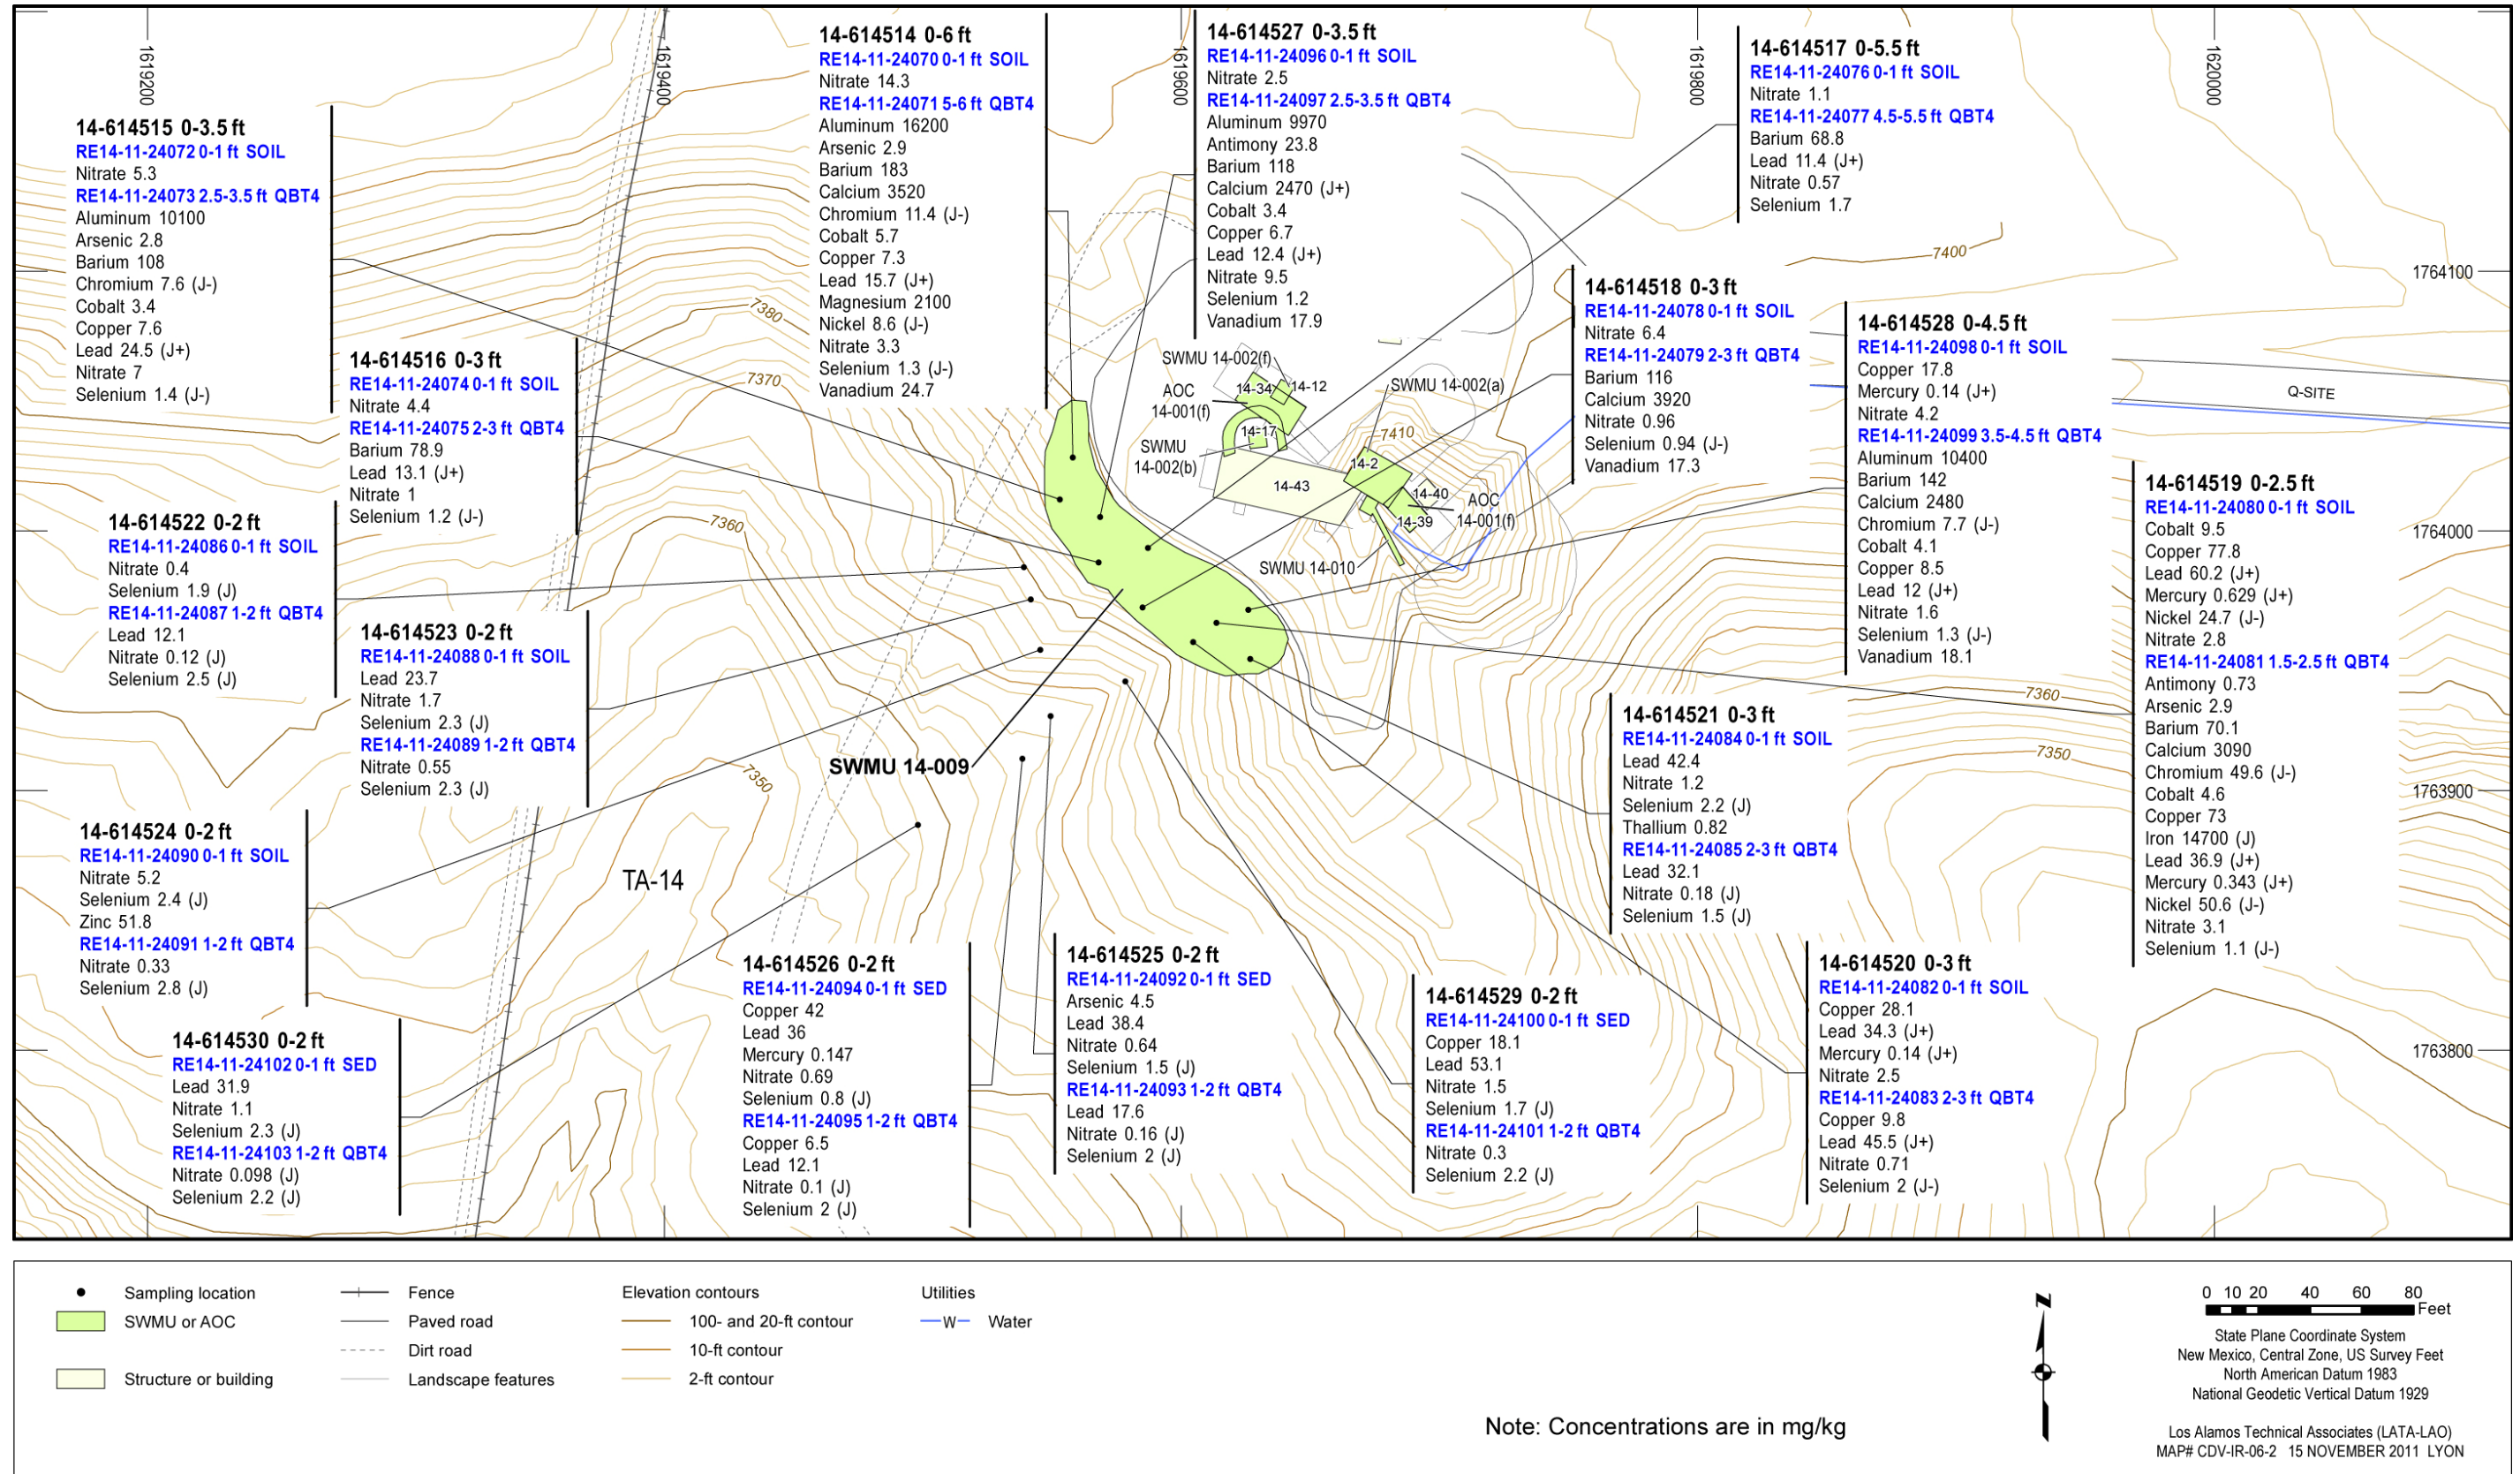 1619200
1619400
1619600
1619800
1620000
14-614515 0-3.5 ft
RE14-11-24072 0-1 ft SOIL
Nitrate 5.3
RE14-11-24073 2.5-3.5 ft QBT4
Aluminum 10100
Arsenic 2.8
Barium 108
Chromium 7.6 (J-)
Cobalt 3.4
Copper 7.6
Lead 24.5 (J+)
Nitrate 7
Selenium 1.4 (J-)
14-614514 0-6 ft
RE14-11-24070 0-1 ft SOIL
Nitrate 14.3
RE14-11-24071 5-6 ft QBT4
Aluminum 16200
Arsenic 2.9
Barium 183
Calcium 3520
Chromium 11.4 (J-)
Cobalt 5.7
Copper 7.3
Lead 15.7 (J+)
Magnesium 2100
Nickel 8.6 (J-)
Nitrate 3.3
Selenium 1.3 (J-)
Vanadium 24.7
14-614527 0-3.5 ft
RE14-11-24096 0-1 ft SOIL
Nitrate 2.5
RE14-11-24097 2.5-3.5 ft QBT4
Aluminum 9970
Antimony 23.8
Barium 118
Calcium 2470 (J+)
Cobalt 3.4
Copper 6.7
Lead 12.4 (J+)
Nitrate 9.5
Selenium 1.2
Vanadium 17.9
14-614517 0-5.5 ft
RE14-11-24076 0-1 ft SOIL
Nitrate 1.1
RE14-11-24077 4.5-5.5 ft QBT4
Barium 68.8
Lead 11.4 (J+)
Nitrate 0.57
Selenium 1.7
14-614516 0-3 ft
RE14-11-24074 0-1 ft SOIL
Nitrate 4.4
RE14-11-24075 2-3 ft QBT4
Barium 78.9
Lead 13.1 (J+)
Nitrate 1
Selenium 1.2 (J-)
14-614518 0-3 ft
RE14-11-24078 0-1 ft SOIL
Nitrate 6.4
RE14-11-24079 2-3 ft QBT4
Barium 116
Calcium 3920
Nitrate 0.96
Selenium 0.94 (J-)
Vanadium 17.3
14-614528 0-4.5 ft
RE14-11-24098 0-1 ft SOIL
Copper 17.8
Mercury 0.14 (J+)
Nitrate 4.2
RE14-11-24099 3.5-4.5 ft QBT4
Aluminum 10400
Barium 142
Calcium 2480
Chromium 7.7 (J-)
Cobalt 4.1
Copper 8.5
Lead 12 (J+)
Nitrate 1.6
Selenium 1.3 (J-)
Vanadium 18.1
14-614519 0-2.5 ft
RE14-11-24080 0-1 ft SOIL
Cobalt 9.5
Copper 77.8
Lead 60.2 (J+)
Mercury 0.629 (J+)
Nickel 24.7 (J-)
Nitrate 2.8
RE14-11-24081 1.5-2.5 ft QBT4
Antimony 0.73
Arsenic 2.9
Barium 70.1
Calcium 3090
Chromium 49.6 (J-)
Cobalt 4.6
Copper 73
Iron 14700 (J)
Lead 36.9 (J+)
Mercury 0.343 (J+)
Nickel 50.6 (J-)
Nitrate 3.1
Selenium 1.1 (J-)
14-614522 0-2 ft
RE14-11-24086 0-1 ft SOIL
Nitrate 0.4
Selenium 1.9 (J)
RE14-11-24087 1-2 ft QBT4
Lead 12.1
Nitrate 0.12 (J)
Selenium 2.5 (J)
14-614523 0-2 ft
RE14-11-24088 0-1 ft SOIL
Lead 23.7
Nitrate 1.7
Selenium 2.3 (J)
RE14-11-24089 1-2 ft QBT4
Nitrate 0.55
Selenium 2.3 (J)
14-614521 0-3 ft
RE14-11-24084 0-1 ft SOIL
Lead 42.4
Nitrate 1.2
Selenium 2.2 (J)
Thallium 0.82
RE14-11-24085 2-3 ft QBT4
Lead 32.1
Nitrate 0.18 (J)
Selenium 1.5 (J)
14-614524 0-2 ft
RE14-11-24090 0-1 ft SOIL
Nitrate 5.2
Selenium 2.4 (J)
Zinc 51.8
RE14-11-24091 1-2 ft QBT4
Nitrate 0.33
Selenium 2.8 (J)
14-614530 0-2 ft
RE14-11-24102 0-1 ft SED
Lead 31.9
Nitrate 1.1
Selenium 2.3 (J)
RE14-11-24103 1-2 ft QBT4
Nitrate 0.098 (J)
Selenium 2.2 (J)
14-614526 0-2 ft
RE14-11-24094 0-1 ft SED
Copper 42
Lead 36
Mercury 0.147
Nitrate 0.69
Selenium 0.8 (J)
RE14-11-24095 1-2 ft QBT4
Copper 6.5
Lead 12.1
Nitrate 0.1 (J)
Selenium 2 (J)
14-614525 0-2 ft
RE14-11-24092 0-1 ft SED
Arsenic 4.5
Lead 38.4
Nitrate 0.64
Selenium 1.5 (J)
RE14-11-24093 1-2 ft QBT4
Lead 17.6
Nitrate 0.16 (J)
Selenium 2 (J)
14-614529 0-2 ft
RE14-11-24100 0-1 ft SED
Copper 18.1
Lead 53.1
Nitrate 1.5
Selenium 1.7 (J)
RE14-11-24101 1-2 ft QBT4
Nitrate 0.3
Selenium 2.2 (J)
14-614520 0-3 ft
RE14-11-24082 0-1 ft SOIL
Copper 28.1
Lead 34.3 (J+)
Mercury 0.14 (J+)
Nitrate 2.5
RE14-11-24083 2-3 ft QBT4
Copper 9.8
Lead 45.5 (J+)
Nitrate 0.71
Selenium 2 (J-)
7380
7370
7360
7350
7400
7410
7360
7350
SWMU 14-002(f)
AOC
14-001(f)
14-34
14-12
14-17
SWMU
14-002(b)
14-43
SWMU 14-002(a)
14-2
14-40
AOC
14-001(f)
14-39
SWMU 14-010
SWMU 14-009
TA-14
Q-SITE
1764100
1764000
1763900
1763800
Sampling location
SWMU or AOC
Structure or building
Fence
Paved road
Dirt road
Landscape features
Elevation contours
100- and 20-ft contour
10-ft contour
2-ft contour
Utilities
W Water
Note: Concentrations are in mg/kg
N
0 10 20 40 60 80
Feet
State Plane Coordinate System
New Mexico, Central Zone, US Survey Feet
North American Datum 1983
National Geodetic Vertical Datum 1929
Los Alamos Technical Associates (LATA-LAO)
MAP# CDV-IR-06-2 15 NOVEMBER 2011 LYON